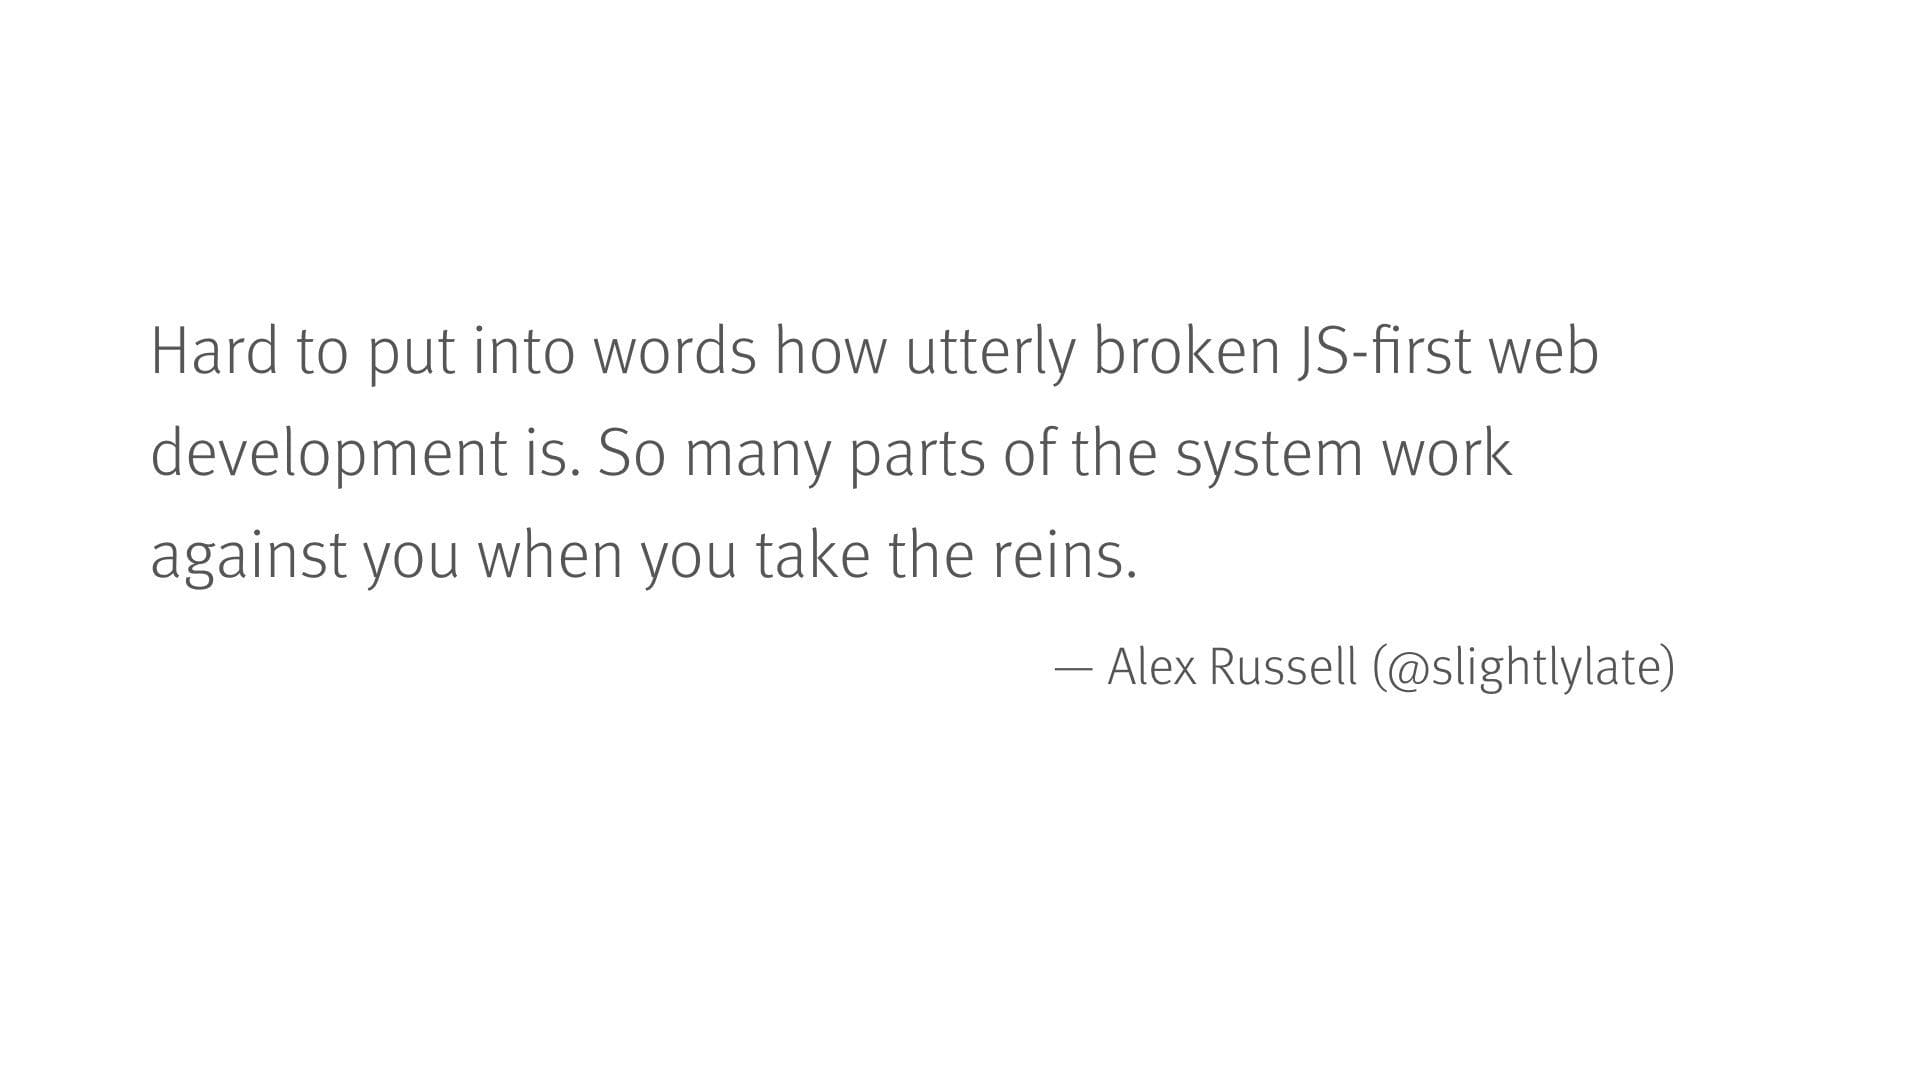 Hard to put into words how utterly broken JS-first web
development is. So many parts of the system work
against you when you take the reins.
— Alex Russell (@slightlylate)